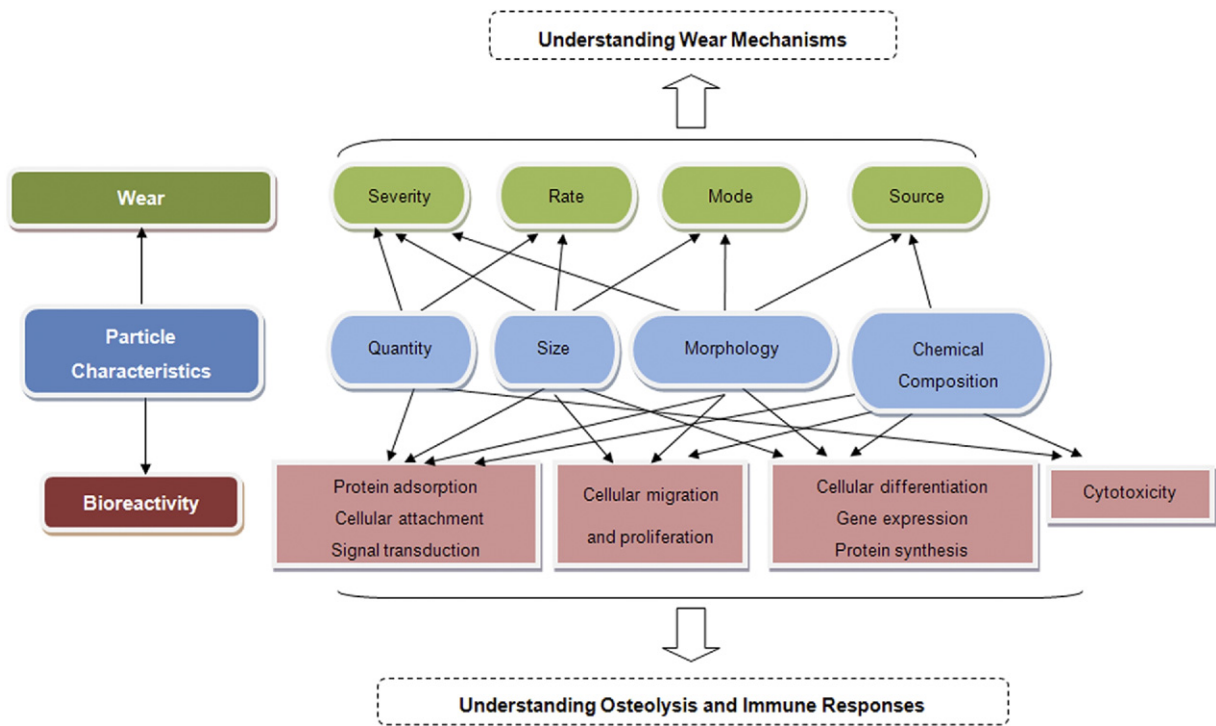 Understanding Wear Mechanisms
Wear
Severity
Rate
Mode
Source
Particle
Characteristics
Quantity
Size
Morphology
Chemical
Composition
Bioreactivity
Protein adsorption
Cellular attachment
Signal transduction
Cellular migration
and proliferation
Cellular differentiation
Gene expression
Protein synthesis
Cytotoxicity
Understanding Osteolysis and Immune Responses